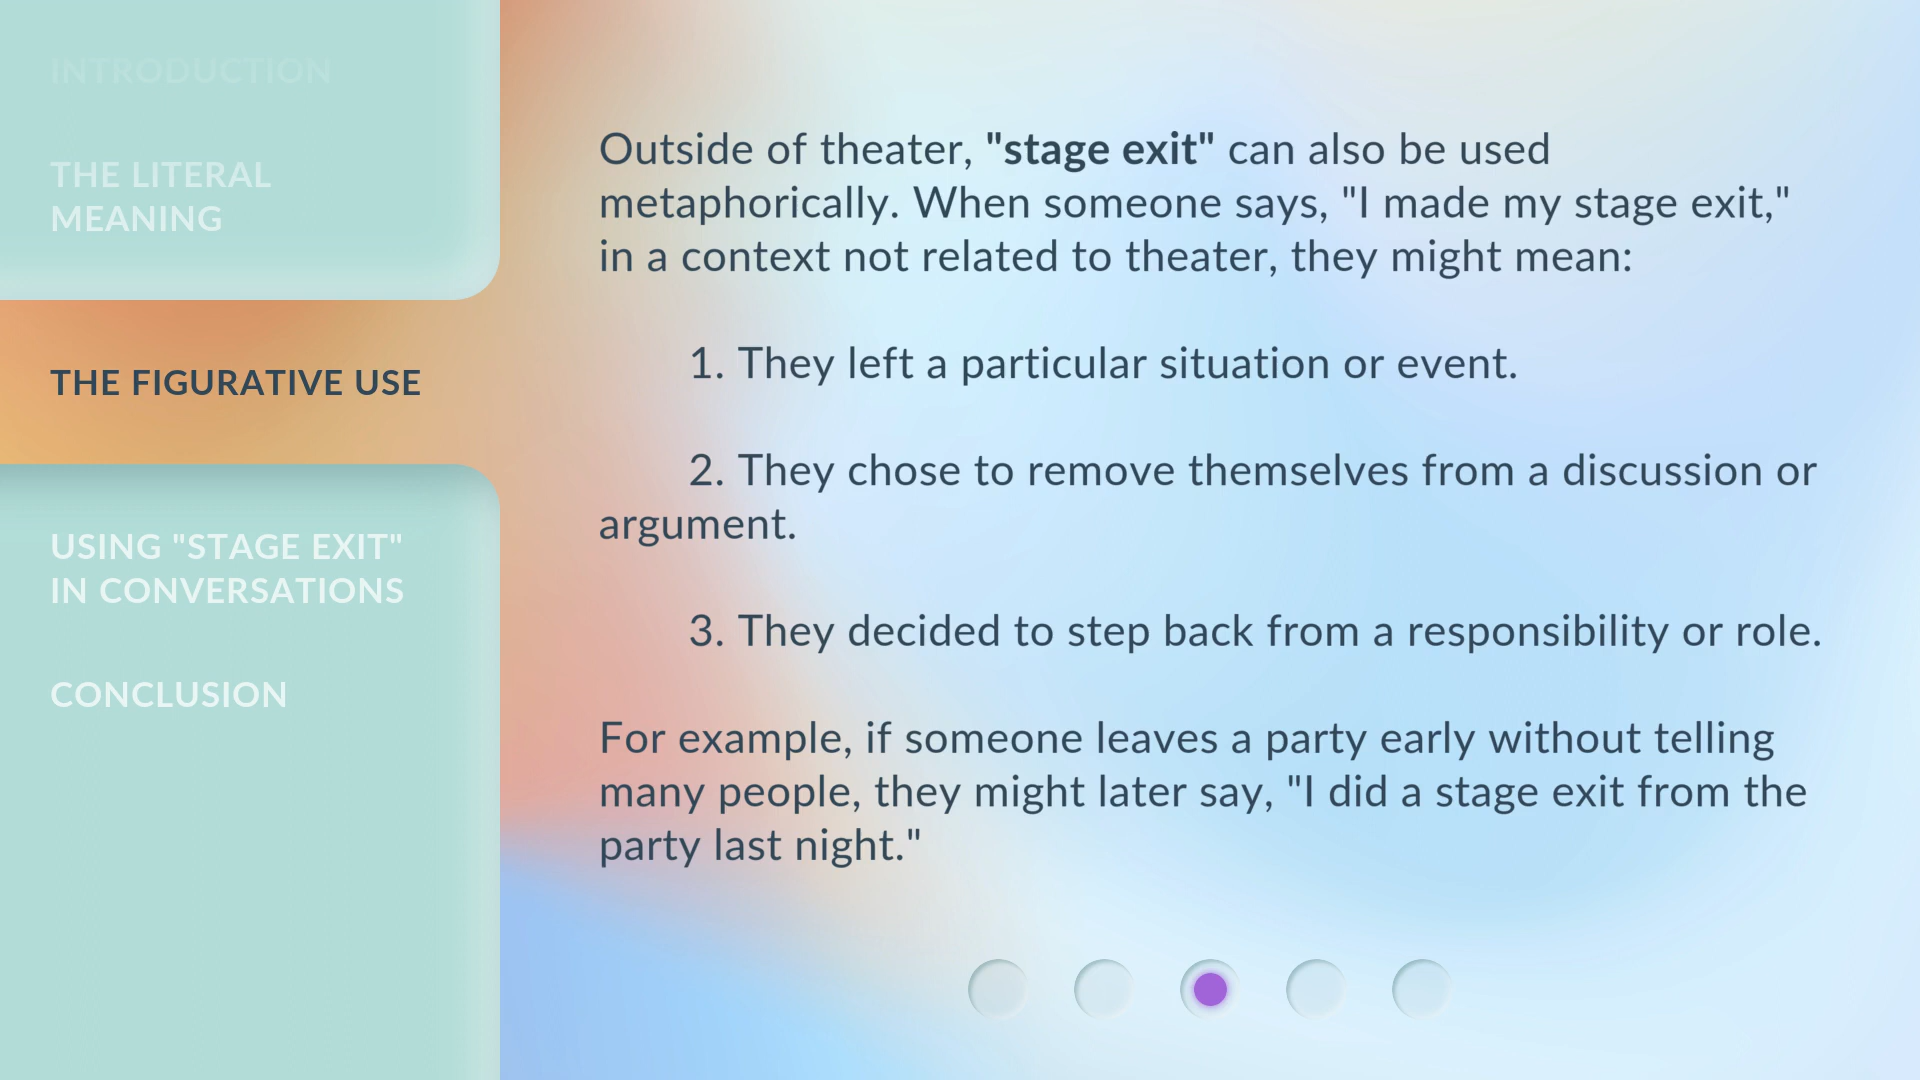 INTRODUCTION
THE LITERAL
MEANING
THE FIGURATIVE USE
USING "STAGE EXIT"
IN CONVERSATIONS
CONCLUSION
Outside of theater, "stage exit" can also be used
metaphorically. When someone says, "I made my stage exit,"
in a context not related to theater, they might mean:
1. They left a particular situation or event.
2. They chose to remove themselves from a discussion or
argument.
3. They decided to step back from a responsibility or role.
For example, if someone leaves a party early without telling
many people, they might later say, "I did a stage exit from the
party last night."